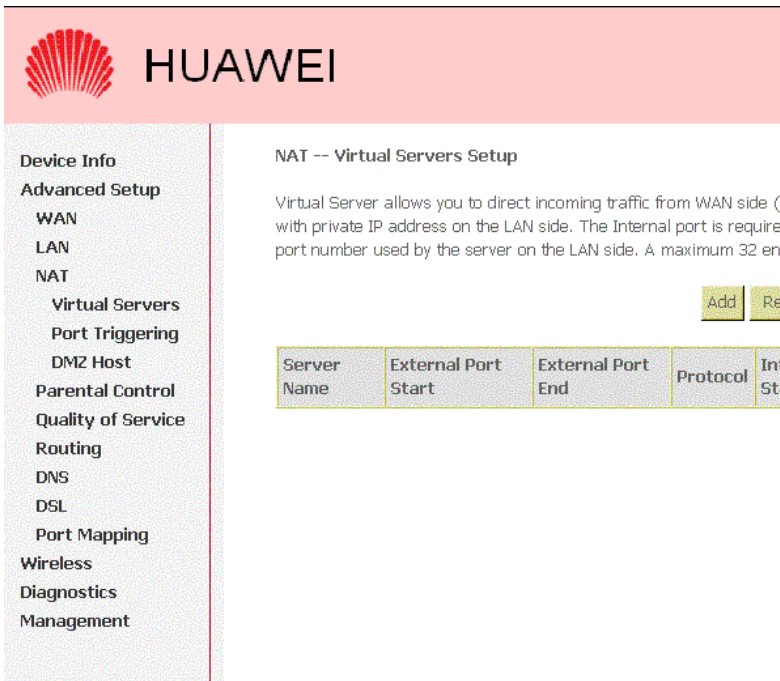 HUAWEI
Device Info
Advanced Setup
WAN
LAN
NAT
Virtual Servers
Port Triggering
DMZ Host
Parental Control
Quality of Service
Routing
DNS
DSL
Port Mapping
Wireless
Diagnostics
Management
NAT -- Virtual Servers Setup
Virtual Server allows you to direct incoming traffic from WAN side (
with private IP address on the LAN side. The Internal port is require
port number used by the server on the LAN side. A maximum 32 en
Add Re
Server Name
External Port Start
External Port End
Protocol
Int
St